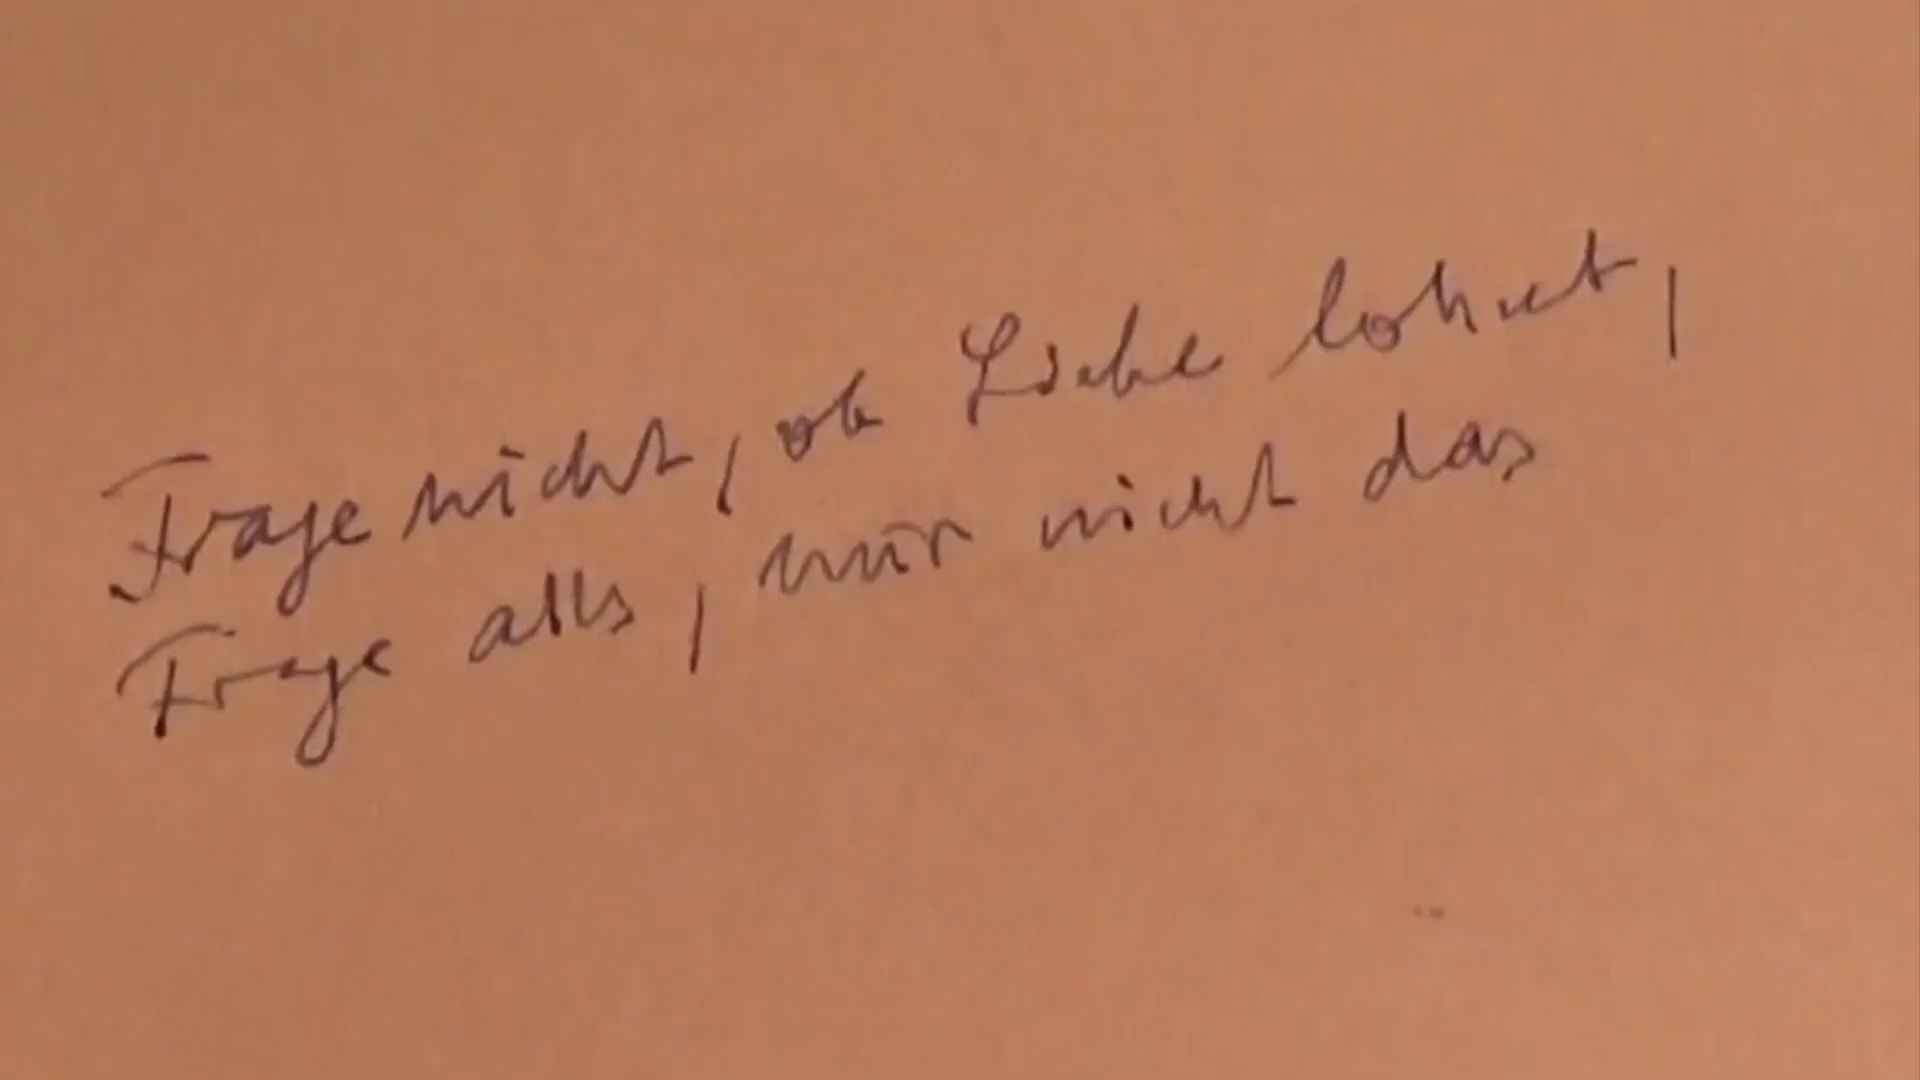 Frage nicht, ob Liebe lohnt,
Frage alles, nur nicht das